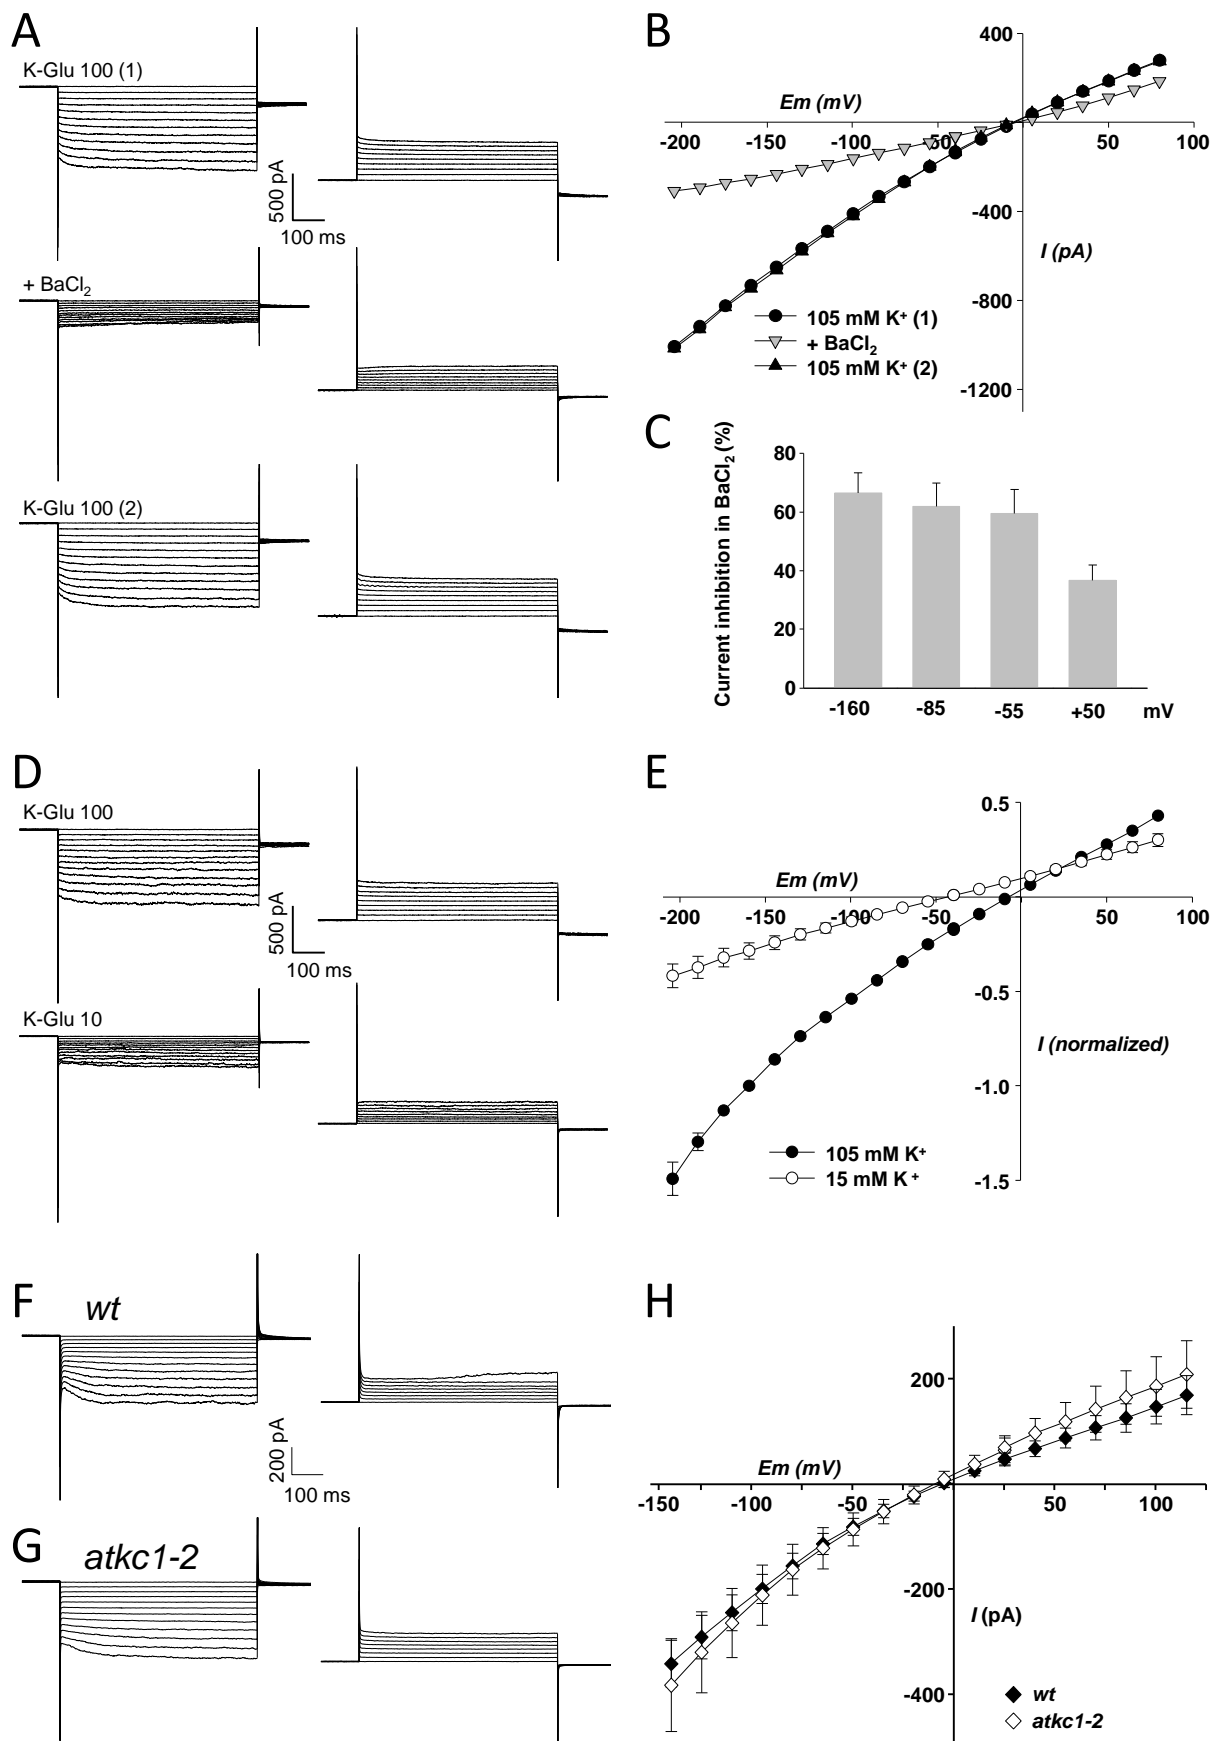 A
K-Glu 100 (1)
500 pA
100 ms
+ BaCl2
K-Glu 100 (2)
B
400
Em (mV)
-200 -150 -100 -50 0 50 100
-400
I (pA)
-800
-1200
105 mM K+ (1)
+ BaCl2
105 mM K+ (2)
C
Current inhibition in BaCl2 (%)
80
60
40
20
0
-160 -85 -55 +50 mV
D
K-Glu 100
500 pA
100 ms
K-Glu 10
E
0.5
Em (mV)
-200 -150 -100 -50 0 50 100
-0.5
I (normalized)
-1.0
-1.5
105 mM K+
15 mM K+
F wt
200 pA
100 ms
G atkc1-2
H
200
Em (mV)
-150 -100 -50 0 50 100
-200
I (pA)
-400
wt
atkc1-2